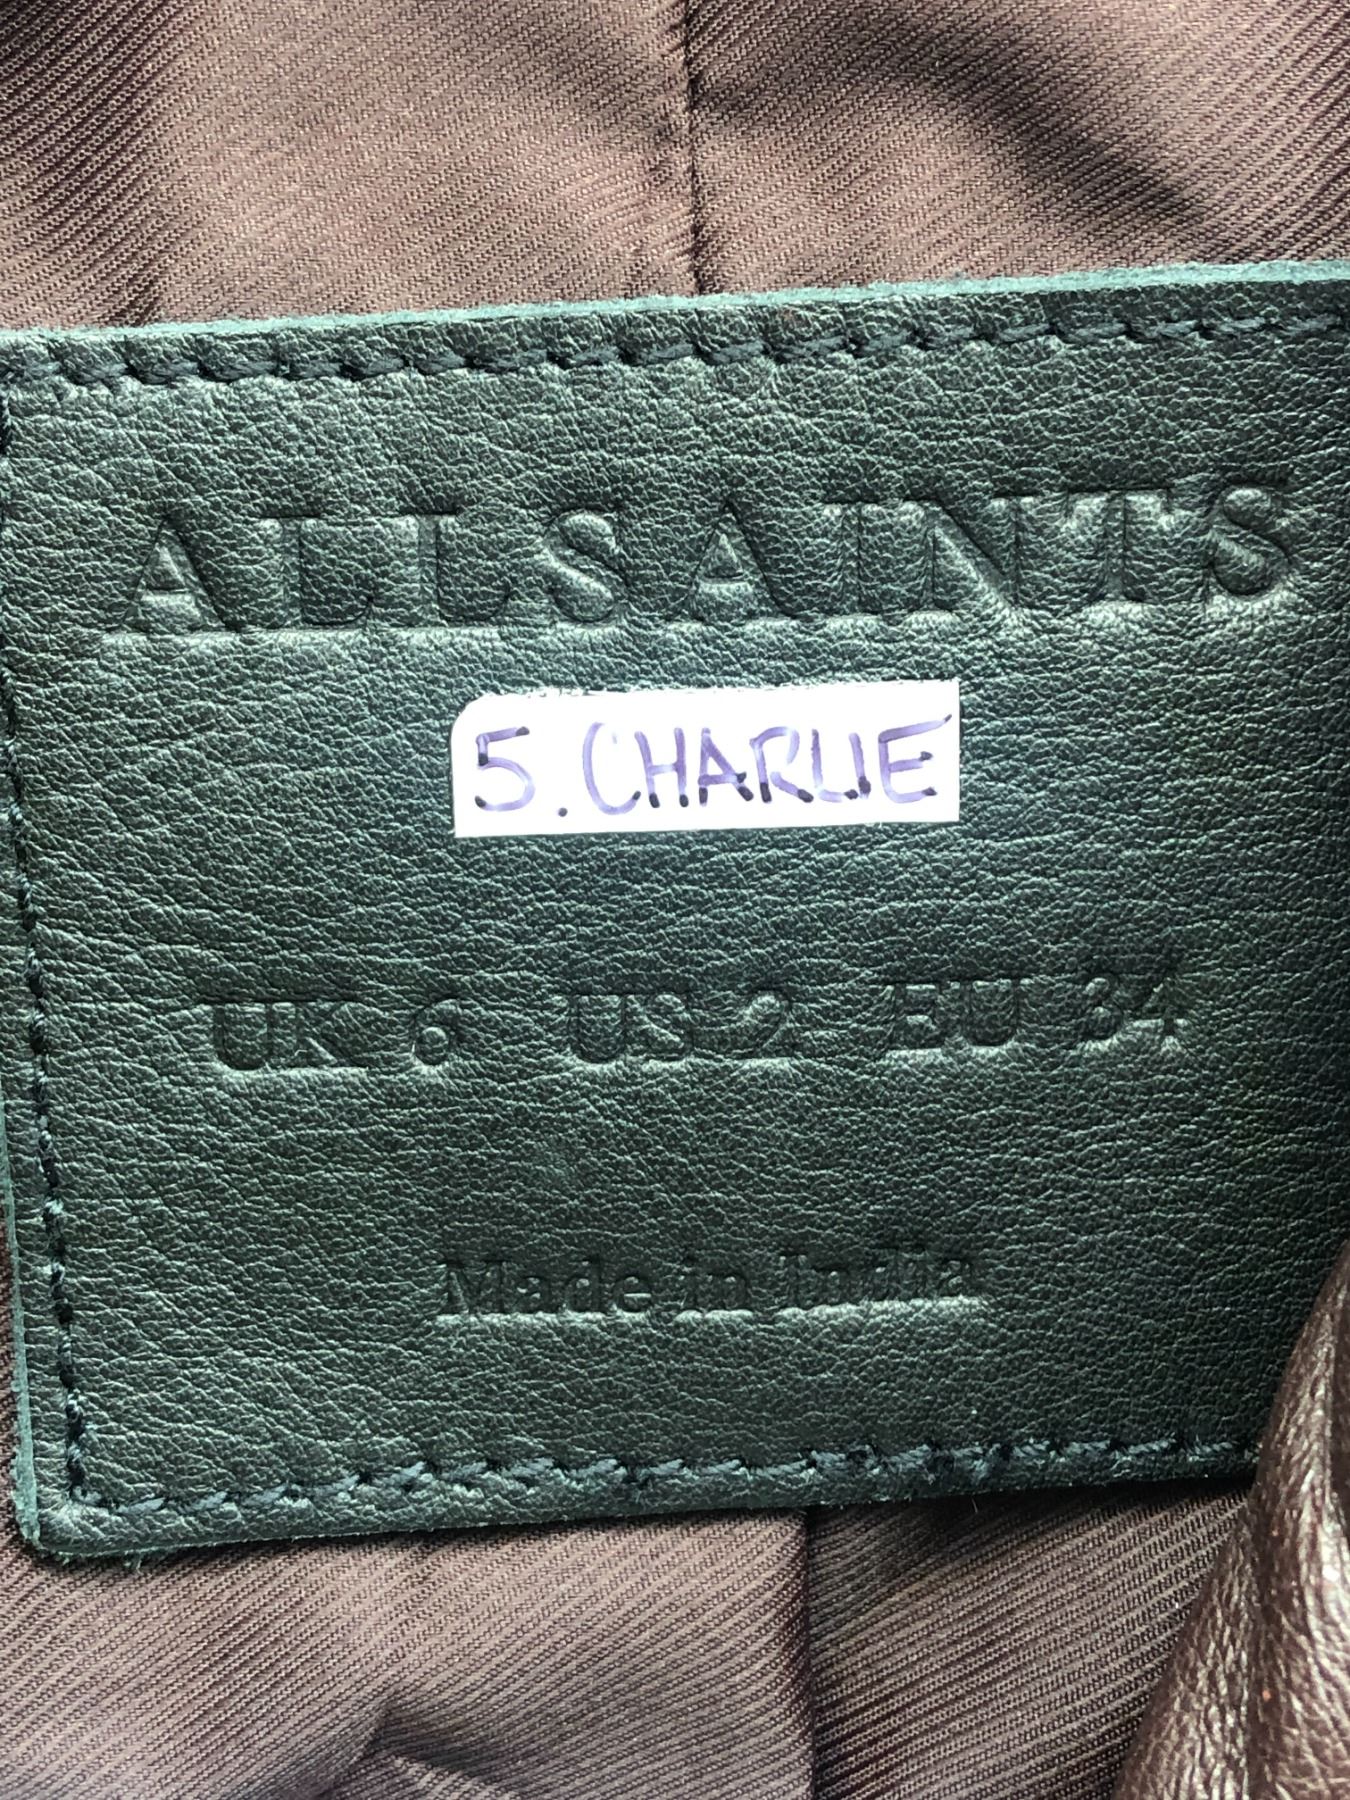 ALLSAINTS
5. CHARLIE
UK 6 US 2 EU 34
Made in India